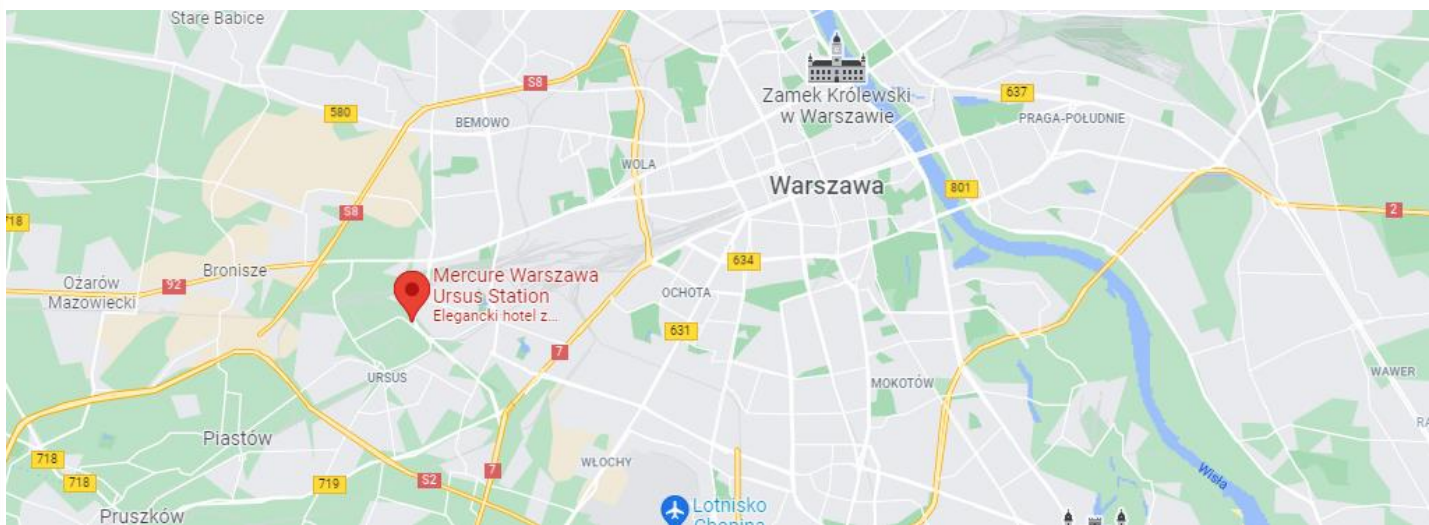 Stare Babice
S8
580
BEMOWO
Zamek Królewski
w Warszawie
637
PRAGA-POŁUDNIE
WOLA
Warszawa
801
S8
718
2
Bronisze
634
Ożarów
Mazowiecki
92
Mercure Warszawa
Ursus Station
Elegancki hotel z...
OCHOTA
631
7
URSUS
MOKOTÓW
WAWER
Piastów
718
718
719
S2
7
WŁOCHY
Wisła
Pruszków
Lotnisko
Chopina